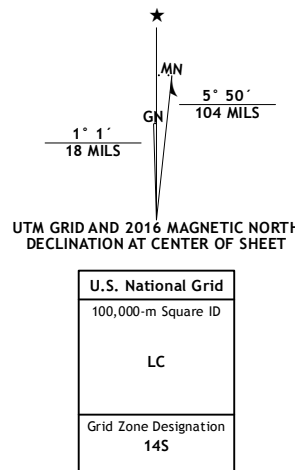 MN
GN
5° 50´
104 MILS
1° 1´
18 MILS
UTM GRID AND 2016 MAGNETIC NORTH
DECLINATION AT CENTER OF SHEET
U.S. National Grid
100,000-m Square ID
LC
Grid Zone Designation
14S